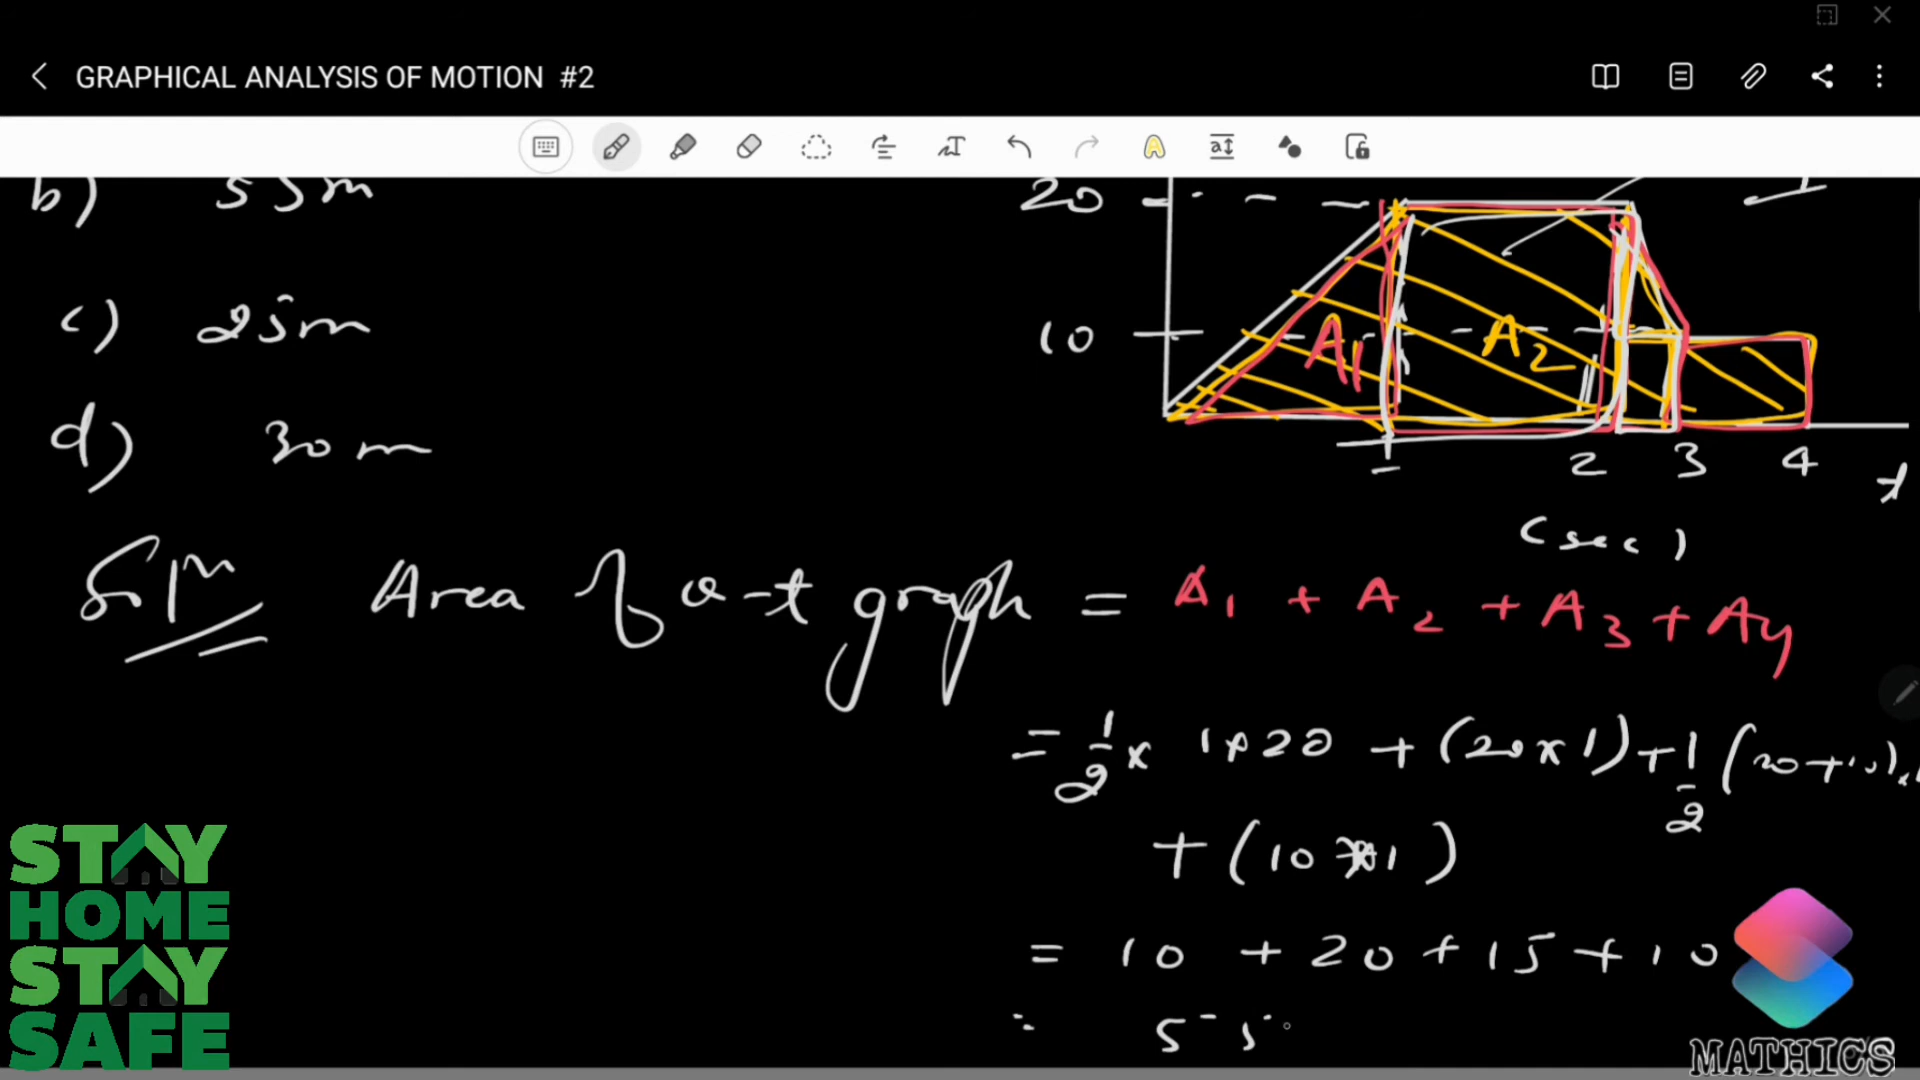 GRAPHICAL ANALYSIS OF MOTION #2
b) 55m
c) 25m
d) 30m
20
10
A1
A2
1 2 3 4 t
(sec)
Soln Area of v-t graph = A1 + A2 + A3 + A4
= 1/2 x 1x20 + (20x1) + 1/2 (20+10)x
+ (10x1)
= 10 + 20 + 15 + 10
= 55
STAY
HOME
STAY
SAFE
MATHICS